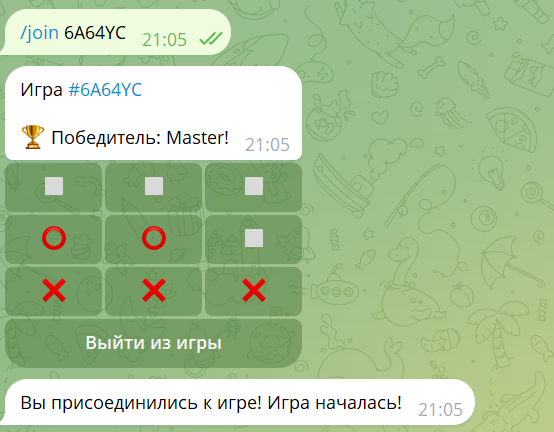 /join 6A64YC 21:05
Игра #6A64YC
🏆 Победитель: Master! 21:05
⬜ ⬜ ⬜
⭕ ⭕ ⬜
❌ ❌ ❌
Выйти из игры
Вы присоединились к игре! Игра началась! 21:05